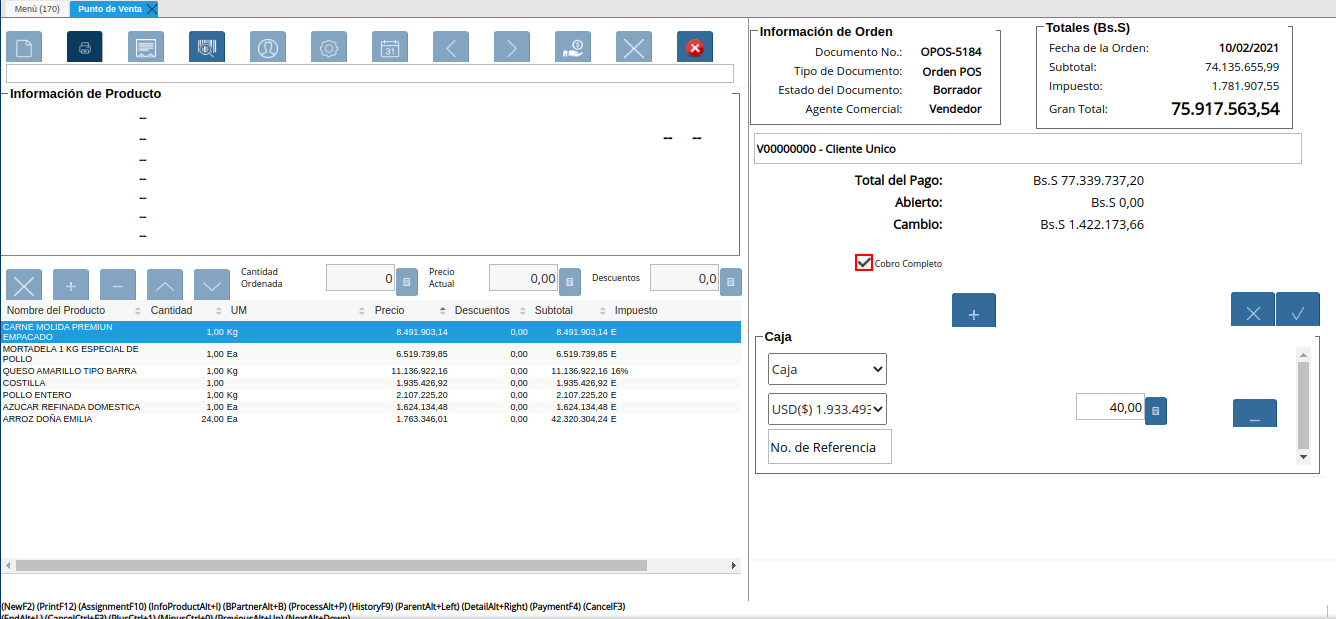 Menú (170)
Punto de Venta
31
Información de Producto
--
--
-- --
--
--
--
--
--
Cantidad
Ordenada
0
Precio
Actual
0,00
Descuentos
0,0
Nombre del Producto Cantidad UM Precio Descuentos Subtotal Impuesto
CARNE MOLIDA PREMIUN
EMPACADO
1,00 Kg 8.491.903,14 0,00 8.491.903,14 E
MORTADELA 1 KG ESPECIAL DE
POLLO
1,00 Ea 6.519.739,85 0,00 6.519.739,85 E
QUESO AMARILLO TIPO BARRA 1,00 Kg 11.136.922,16 0,00 11.136.922,16 16%
COSTILLA 1,00 1.935.426,92 0,00 1.935.426,92 E
POLLO ENTERO 1,00 Kg 2.107.225,20 0,00 2.107.225,20 E
AZUCAR REFINADA DOMESTICA 1,00 Ea 1.624.134,48 0,00 1.624.134,48 E
ARROZ DOÑA EMILIA 24,00 Ea 1.763.346,01 0,00 42.320.304,24 E
(NewF2) (PrintF12) (AssignmentF10) (InfoProductAlt+I) (BPartnerAlt+B) (ProcessAlt+P) (HistoryF9) (ParentAlt+Left) (DetailAlt+Right) (PaymentF4) (CancelF3)
(EndAlt+L) (CancelCtrl+F3) (PlusCtrl+1) (MinusCtrl+0) (PreviousAlt+Up) (NextAlt+Down)
Información de Orden
Documento No.: OPOS-5184
Tipo de Documento: Orden POS
Estado del Documento: Borrador
Agente Comercial: Vendedor
Totales (Bs.S)
Fecha de la Orden: 10/02/2021
Subtotal: 74.135.655,99
Impuesto: 1.781.907,55
Gran Total: 75.917.563,54
V00000000 - Cliente Unico
Total del Pago: Bs.S 77.339.737,20
Abierto: Bs.S 0,00
Cambio: Bs.S 1.422.173,66
Cobro Completo
Caja
Caja
USD($) 1.933.493
40,00
No. de Referencia